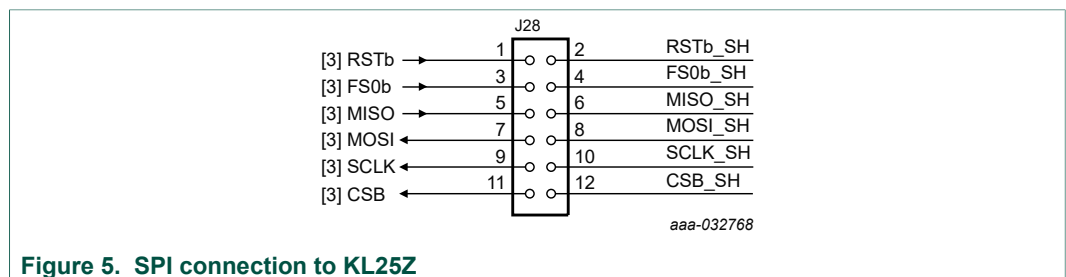 J28
[3] RSTb 1 2 RSTb_SH
[3] FS0b 3 4 FS0b_SH
[3] MISO 5 6 MISO_SH
[3] MOSI 7 8 MOSI_SH
[3] SCLK 9 10 SCLK_SH
[3] CSB 11 12 CSB_SH
aaa-032768
Figure 5. SPI connection to KL25Z